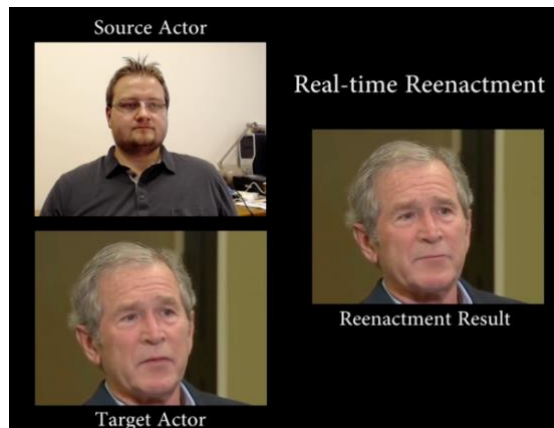 Source Actor
Real-time Reenactment
Reenactment Result
Target Actor